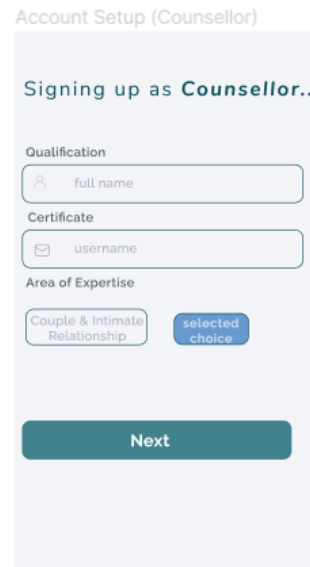 Account Setup (Counsellor)
Signing up as Counsellor..
Qualification
full name
Certificate
username
Area of Expertise
Couple & Intimate
Relationship
selected
choice
Next